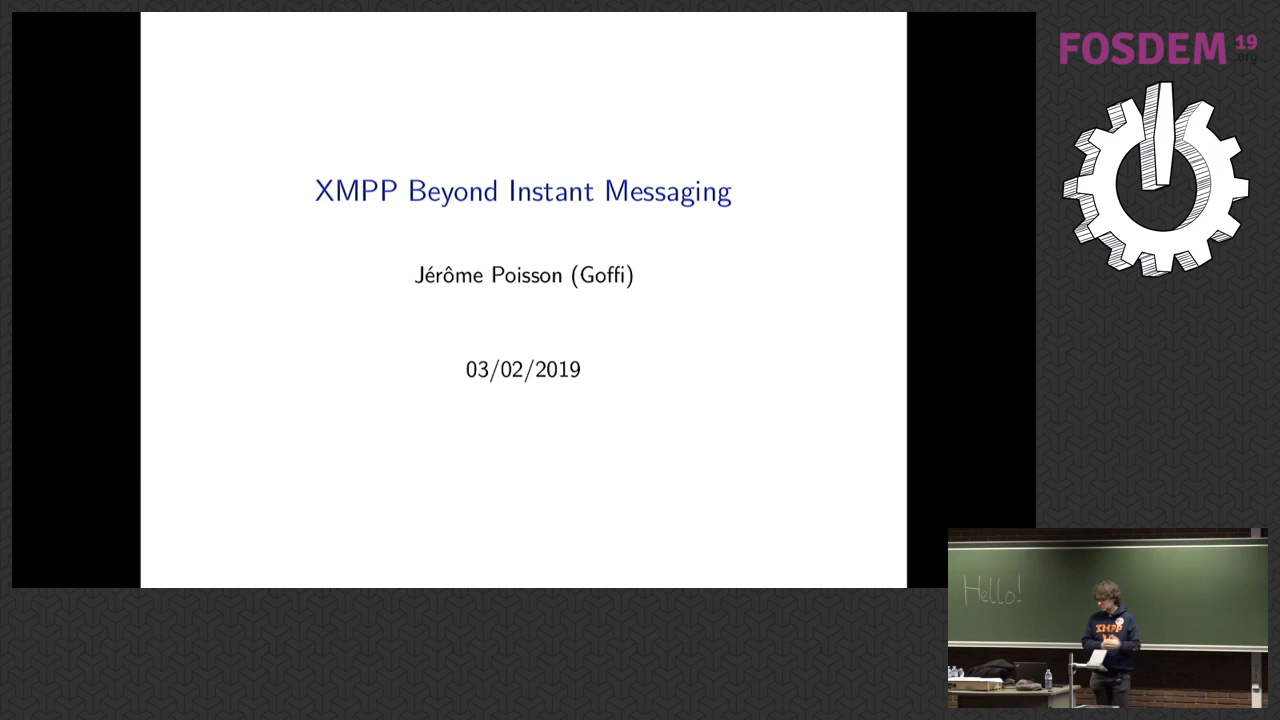 XMPP Beyond Instant Messaging
Jérôme Poisson (Goffi)
03/02/2019
FOSDEM 19
.org
Hello!
XMPP